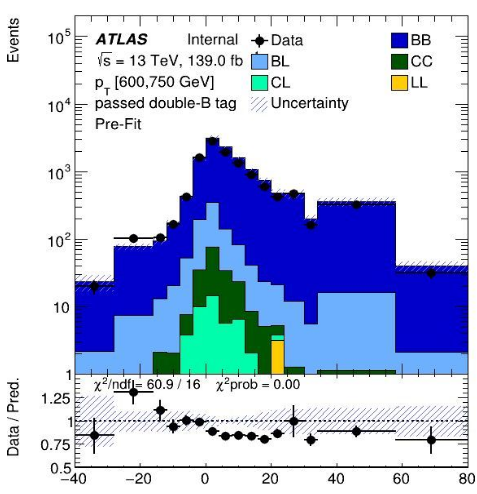 Events
10⁵
10⁴
10³
10²
10
1
ATLAS Internal
√s = 13 TeV, 139.0 fb
p_T [600,750 GeV]
passed double-B tag
Pre-Fit
Data
BL
CL
Uncertainty
BB
CC
LL
χ²/ndf = 60.9 / 16 χ²prob = 0.00
Data / Pred.
1.25
1
0.75
0.5
−40 −20 0 20 40 60 80